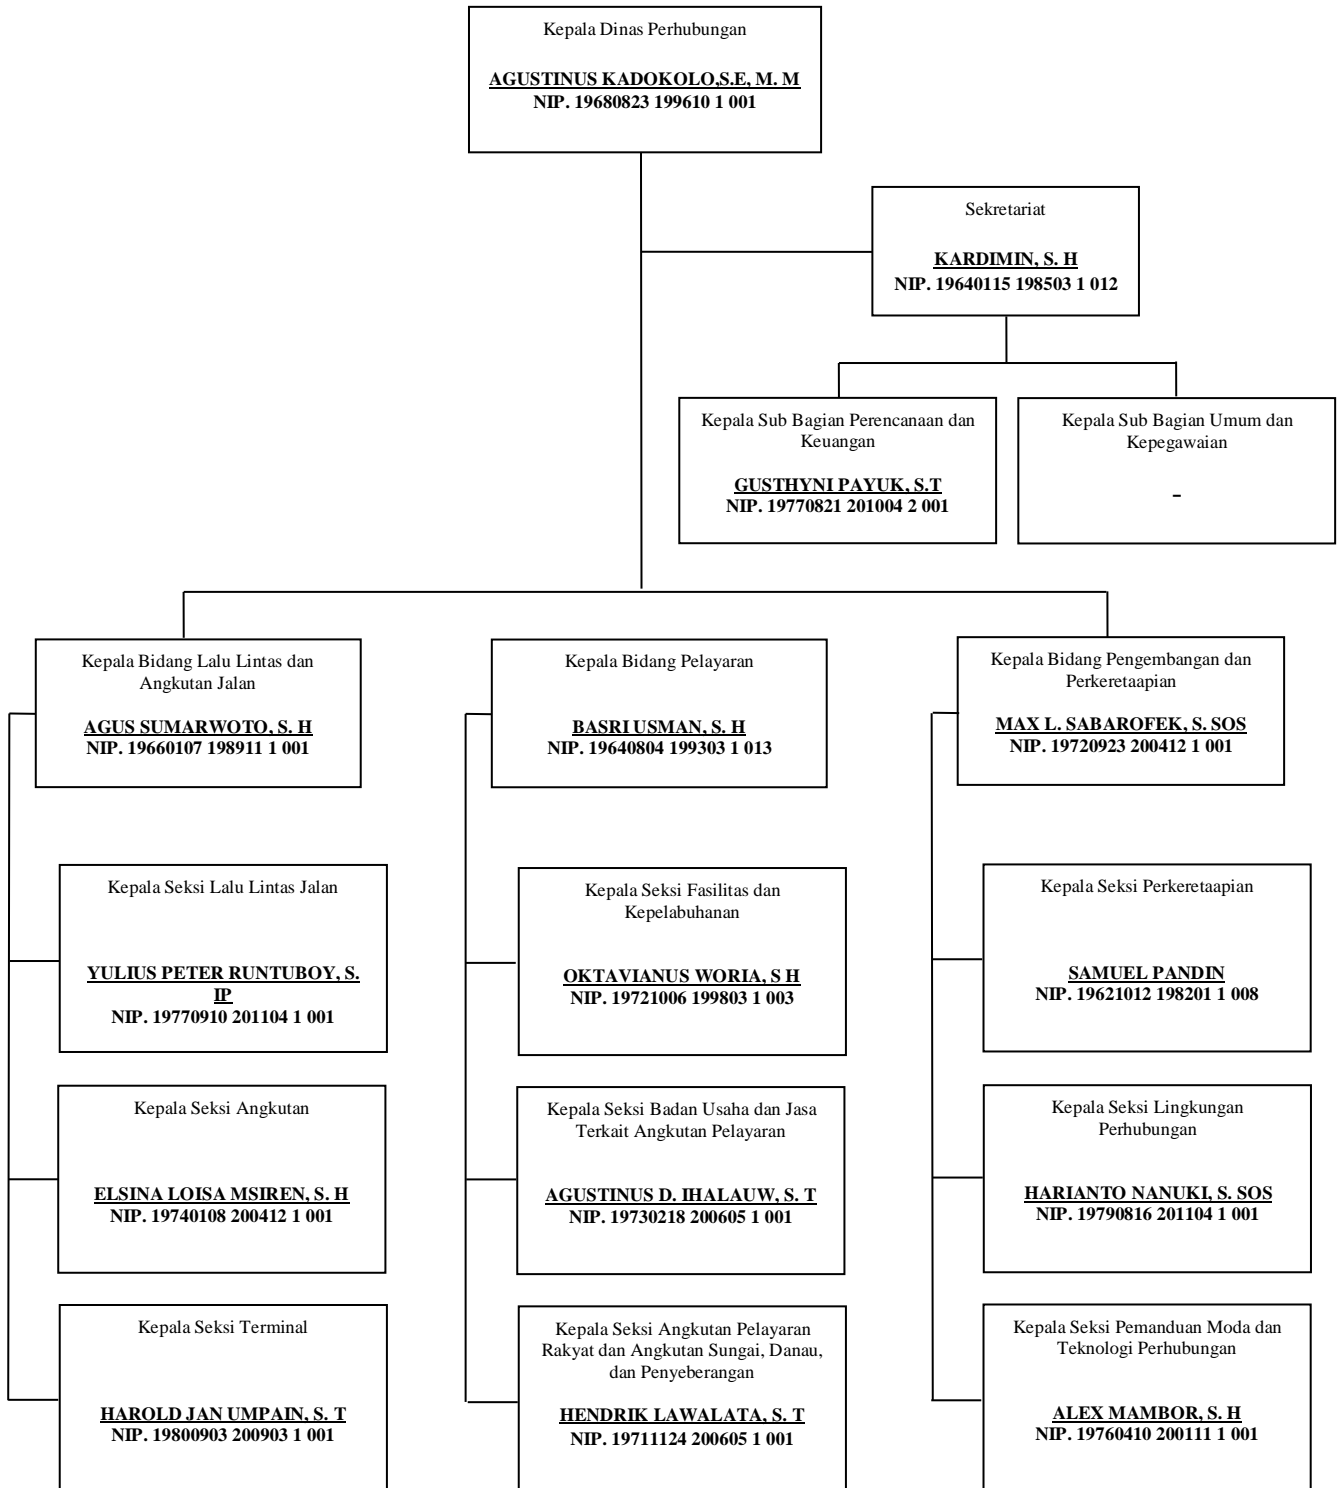 Kepala Dinas Perhubungan
AGUSTINUS KADOKOLO,S.E, M. M
NIP. 19680823 199610 1 001
Sekretariat
KARDIMIN, S. H
NIP. 19640115 198503 1 012
Kepala Sub Bagian Perencanaan dan
Keuangan
GUSTHYNI PAYUK, S.T
NIP. 19770821 201004 2 001
Kepala Sub Bagian Umum dan
Kepegawaian
-
Kepala Bidang Lalu Lintas dan
Angkutan Jalan
AGUS SUMARWOTO, S. H
NIP. 19660107 198911 1 001
Kepala Bidang Pelayaran
BASRI USMAN, S. H
NIP. 19640804 199303 1 013
Kepala Bidang Pengembangan dan
Perkeretaapian
MAX L. SABAROFEK, S. SOS
NIP. 19720923 200412 1 001
Kepala Seksi Lalu Lintas Jalan
YULIUS PETER RUNTUBOY, S.
IP
NIP. 19770910 201104 1 001
Kepala Seksi Fasilitas dan
Kepelabuhanan
OKTAVIANUS WORIA, S H
NIP. 19721006 199803 1 003
Kepala Seksi Perkeretaapian
SAMUEL PANDIN
NIP. 19621012 198201 1 008
Kepala Seksi Angkutan
ELSINA LOISA MSIREN, S. H
NIP. 19740108 200412 1 001
Kepala Seksi Badan Usaha dan Jasa
Terkait Angkutan Pelayaran
AGUSTINUS D. IHALAUW, S. T
NIP. 19730218 200605 1 001
Kepala Seksi Lingkungan
Perhubungan
HARIANTO NANUKI, S. SOS
NIP. 19790816 201104 1 001
Kepala Seksi Terminal
HAROLD JAN UMPAIN, S. T
NIP. 19800903 200903 1 001
Kepala Seksi Angkutan Pelayaran
Rakyat dan Angkutan Sungai, Danau,
dan Penyeberangan
HENDRIK LAWALATA, S. T
NIP. 19711124 200605 1 001
Kepala Seksi Pemanduan Moda dan
Teknologi Perhubungan
ALEX MAMBOR, S. H
NIP. 19760410 200111 1 001